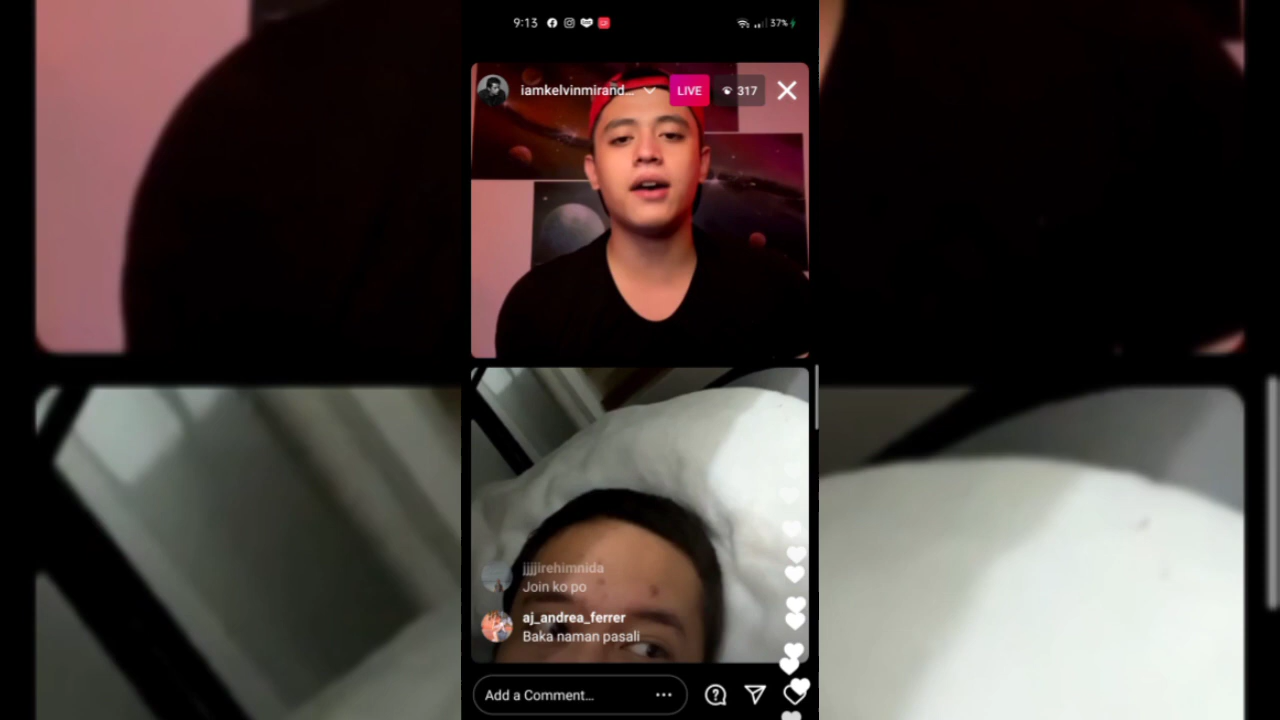 9:13
37%
iamkelvinmirand...
LIVE
317
jjjjirehimnida
Join ko po
aj_andrea_ferrer
Baka naman pasali
Add a Comment...